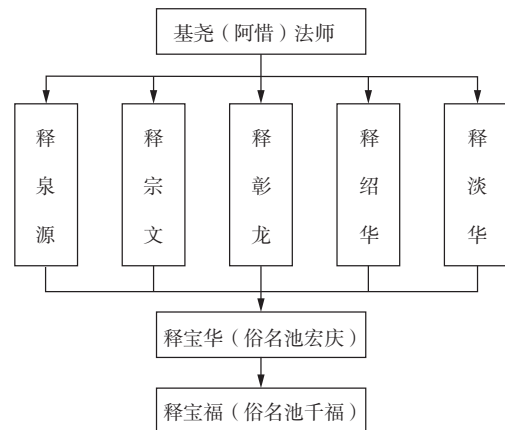 基尧（阿惜）法师
释泉源
释宗文
释彰龙
释绍华
释淡华
释宝华（俗名池宏庆）
释宝福（俗名池千福）